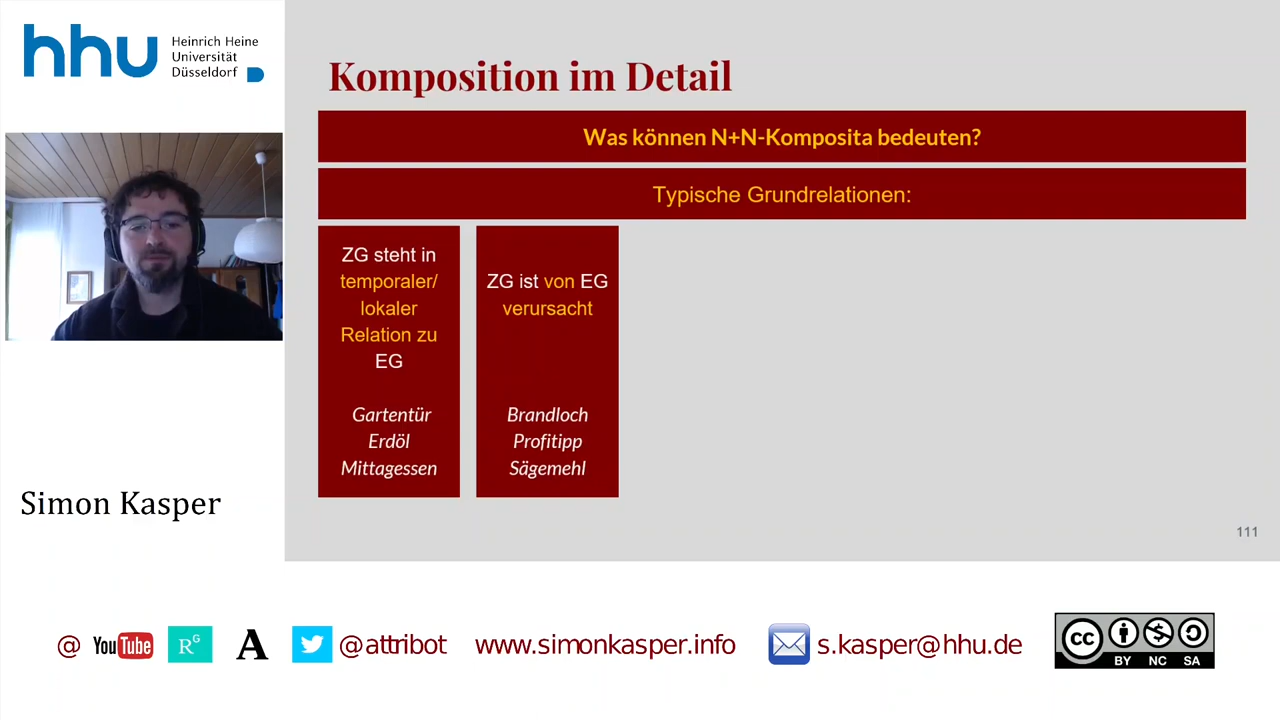 hhu
Heinrich Heine
Universität
Düsseldorf
Komposition im Detail
Was können N+N-Komposita bedeuten?
Typische Grundrelationen:
ZG steht in
temporaler/
lokaler
Relation zu
EG
Gartentür
Erdöl
Mittagessen
ZG ist von EG
verursacht
Brandloch
Profitipp
Sägemehl
Simon Kasper
111
@ YouTube RG A @attribot www.simonkasper.info s.kasper@hhu.de
cc
BY NC SA